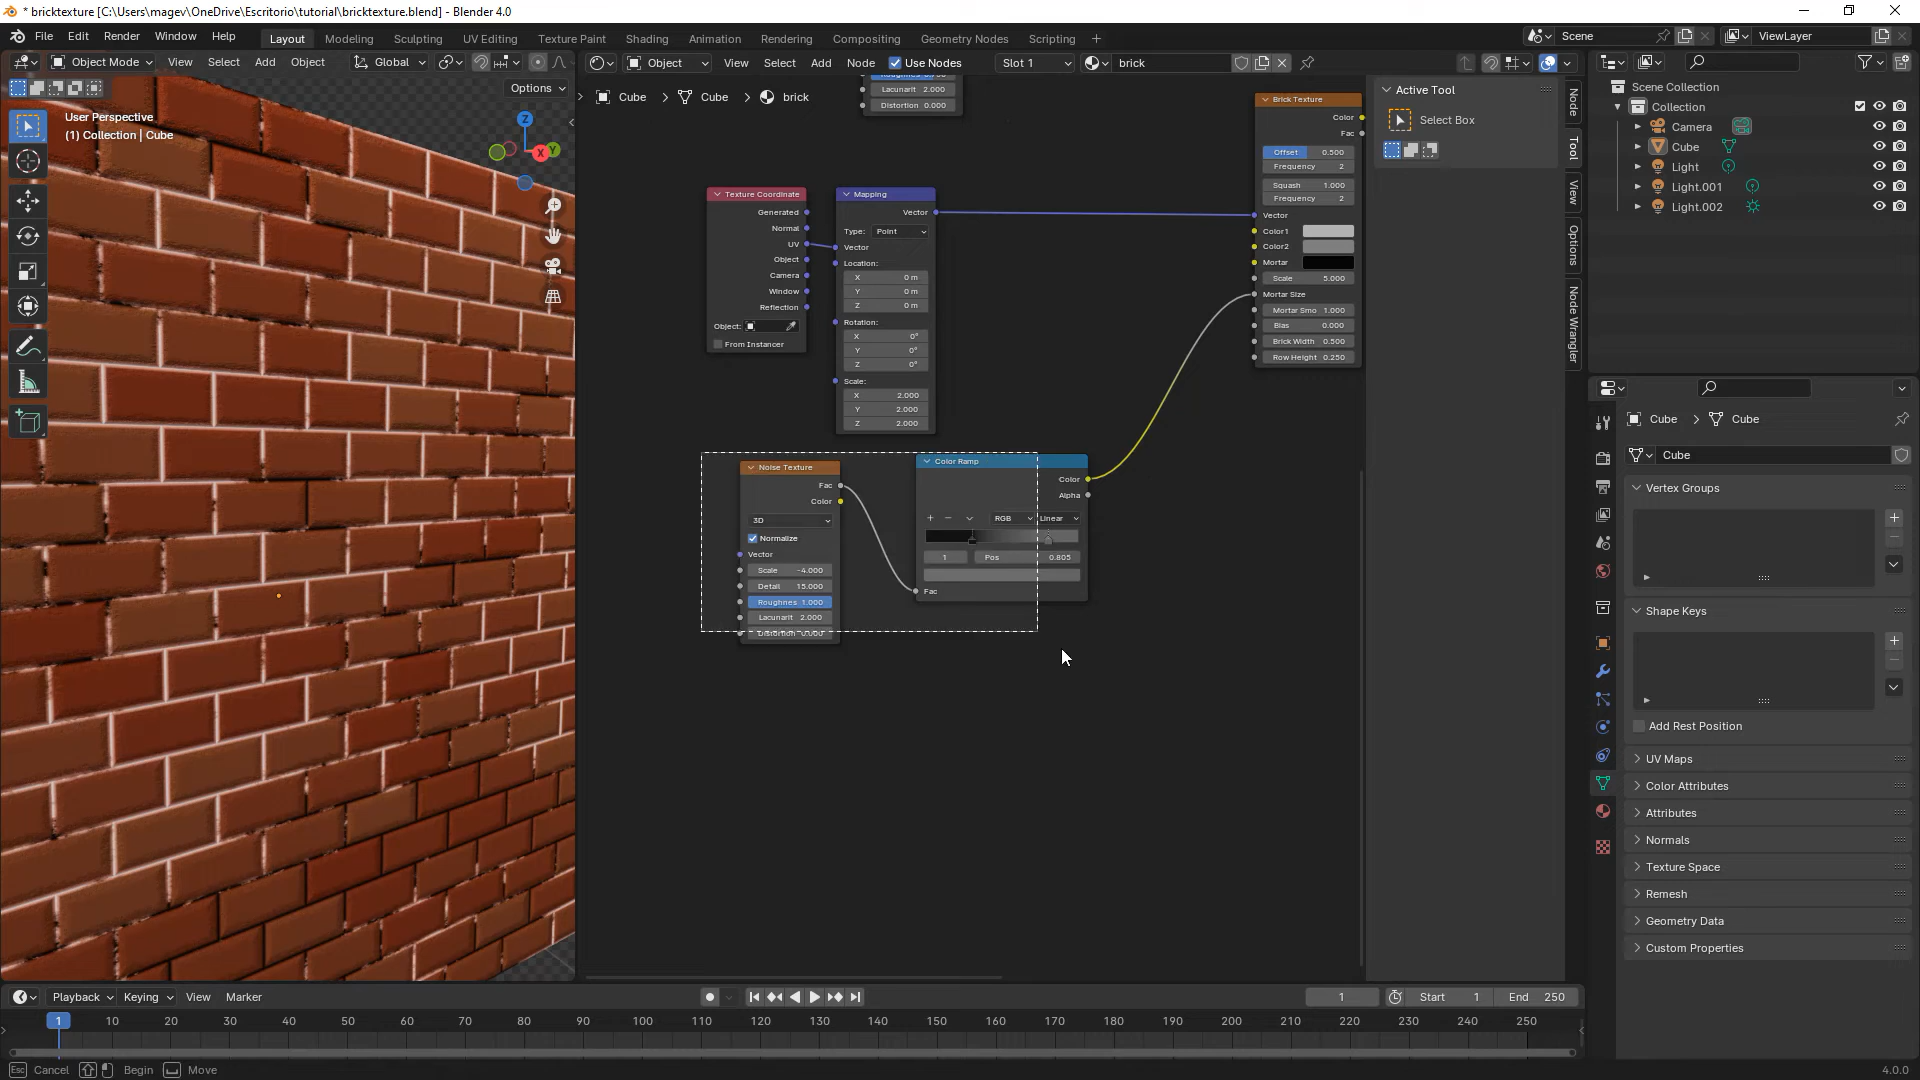 * bricktexture [C:\Users\magev\OneDrive\Escritorio\tutorial\bricktexture.blend] - Blender 4.0
File Edit Render Window Help
Layout Modeling Sculpting UV Editing Texture Paint Shading Animation Rendering Compositing Geometry Nodes Scripting +
Scene ViewLayer
Object Mode View Select Add Object Global
Options
User Perspective
(1) Collection | Cube
Z
Y
X
Object View Select Add Node Use Nodes Slot 1 brick
Cube > Cube > brick
Lacunarit 2.000
Distortion 0.000
Texture Coordinate
Generated
Normal
UV
Object
Camera
Window
Reflection
Object:
From Instancer
Mapping
Vector
Type: Point
Vector
Location:
X 0 m
Y 0 m
Z 0 m
Rotation:
X 0°
Y 0°
Z 0°
Scale:
X 2.000
Y 2.000
Z 2.000
Noise Texture
Fac
Color
3D
Normalize
Vector
Scale -4.000
Detail 15.000
Roughnes 1.000
Lacunarit 2.000
Distortion 0.000
Color Ramp
Color
Alpha
RGB Linear
1 Pos 0.805
Fac
Brick Texture
Color
Fac
Offset 0.500
Frequency 2
Squash 1.000
Frequency 2
Vector
Color1
Color2
Mortar
Scale 5.000
Mortar Size
Mortar Smo 1.000
Bias 0.000
Brick Width 0.500
Row Height 0.250
Active Tool
Select Box
Node
Tool
View
Options
Node Wrangler
Scene Collection
Collection
Camera
Cube
Light
Light.001
Light.002
Cube > Cube
Cube
Vertex Groups
Shape Keys
Add Rest Position
UV Maps
Color Attributes
Attributes
Normals
Texture Space
Remesh
Geometry Data
Custom Properties
Playback Keying View Marker
1 Start 1 End 250
1 10 20 30 40 50 60 70 80 90 100 110 120 130 140 150 160 170 180 190 200 210 220 230 240 250
Esc Cancel Begin Move
4.0.0